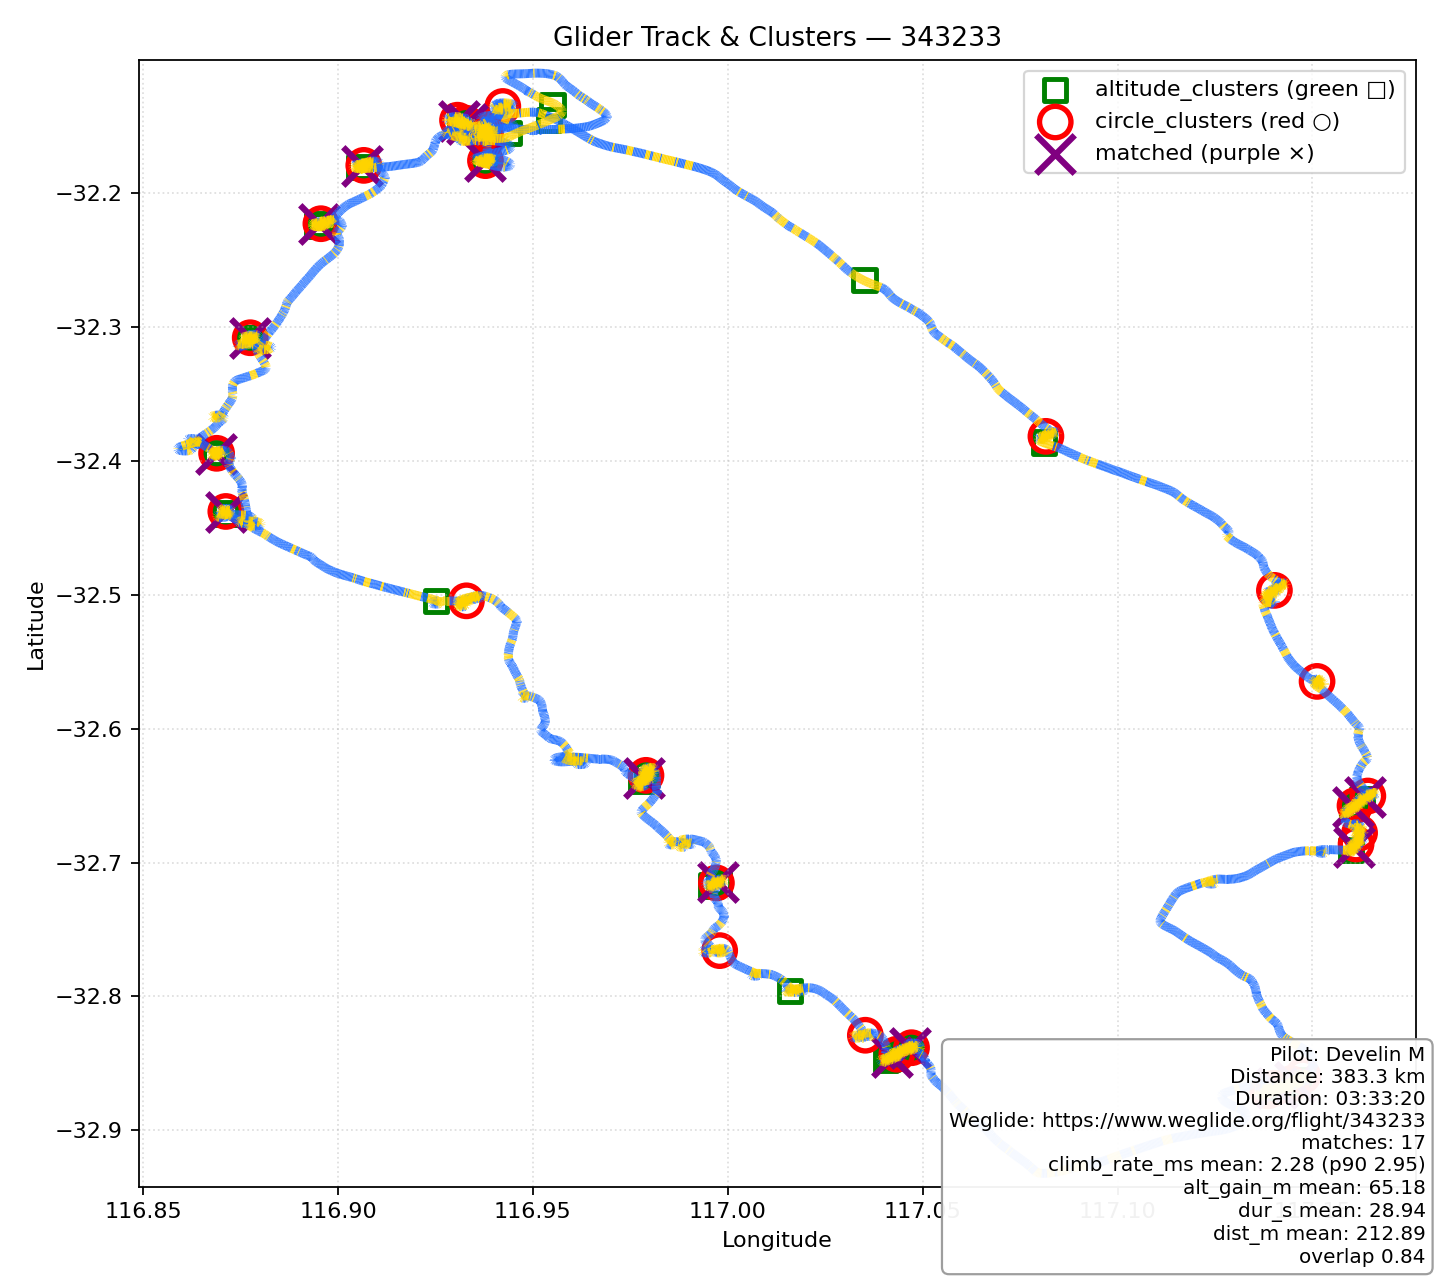 Glider Track & Clusters — 343233
altitude_clusters (green □)
circle_clusters (red ○)
matched (purple ×)
−32.2
−32.3
−32.4
−32.5
−32.6
−32.7
−32.8
−32.9
Latitude
116.85
116.90
116.95
117.00
117.05
117.10
Longitude
Pilot: Develin M
Distance: 383.3 km
Duration: 03:33:20
Weglide: https://www.weglide.org/flight/343233
matches: 17
climb_rate_ms mean: 2.28 (p90 2.95)
alt_gain_m mean: 65.18
dur_s mean: 28.94
dist_m mean: 212.89
overlap 0.84